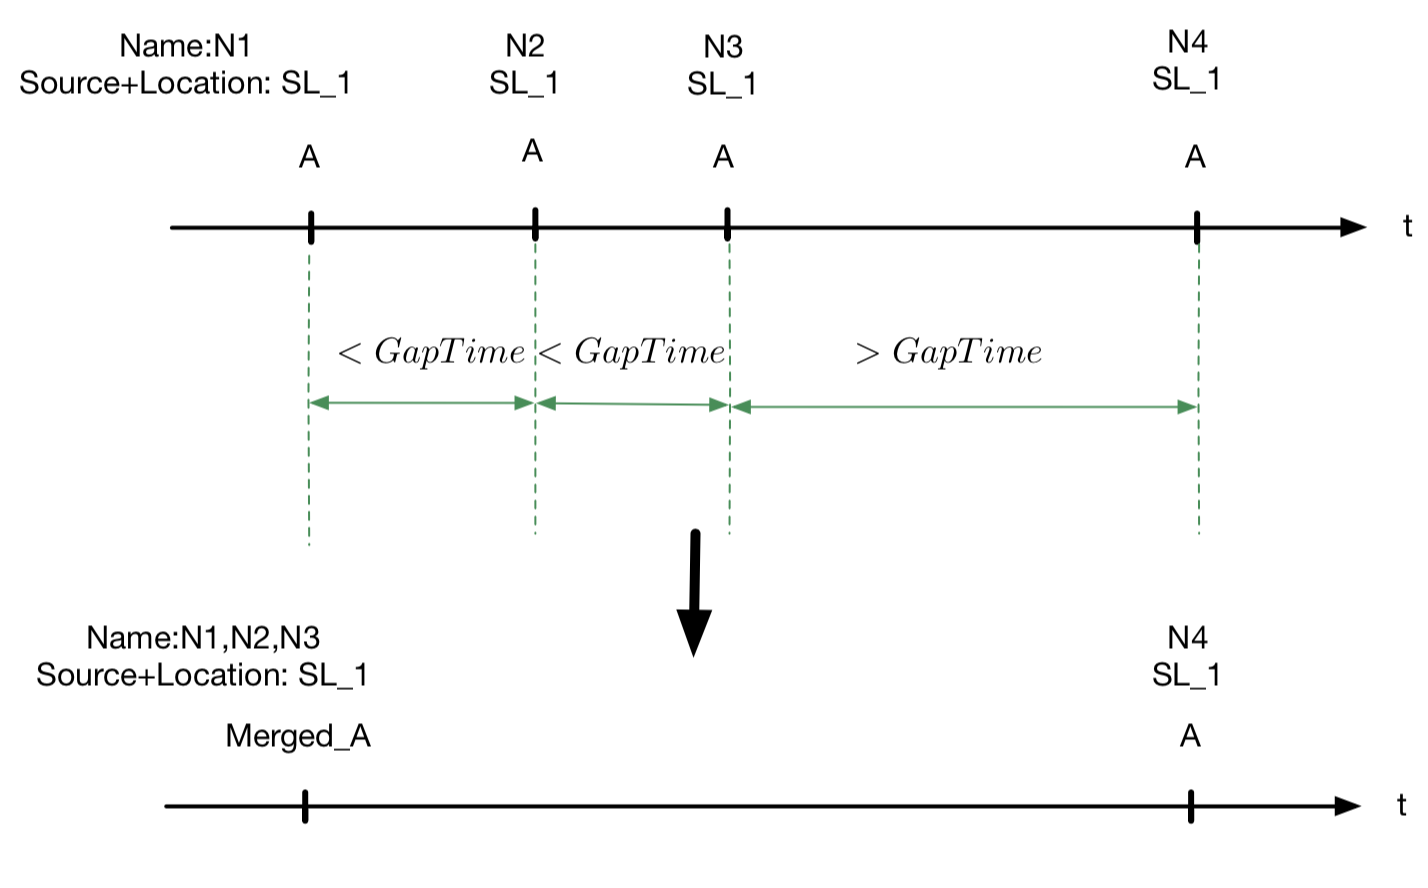 Name:N1
Source+Location: SL_1
N2
SL_1
N3
SL_1
N4
SL_1
A
A
A
A
t
< GapTime
< GapTime
> GapTime
Name:N1,N2,N3
Source+Location: SL_1
N4
SL_1
Merged_A
A
t